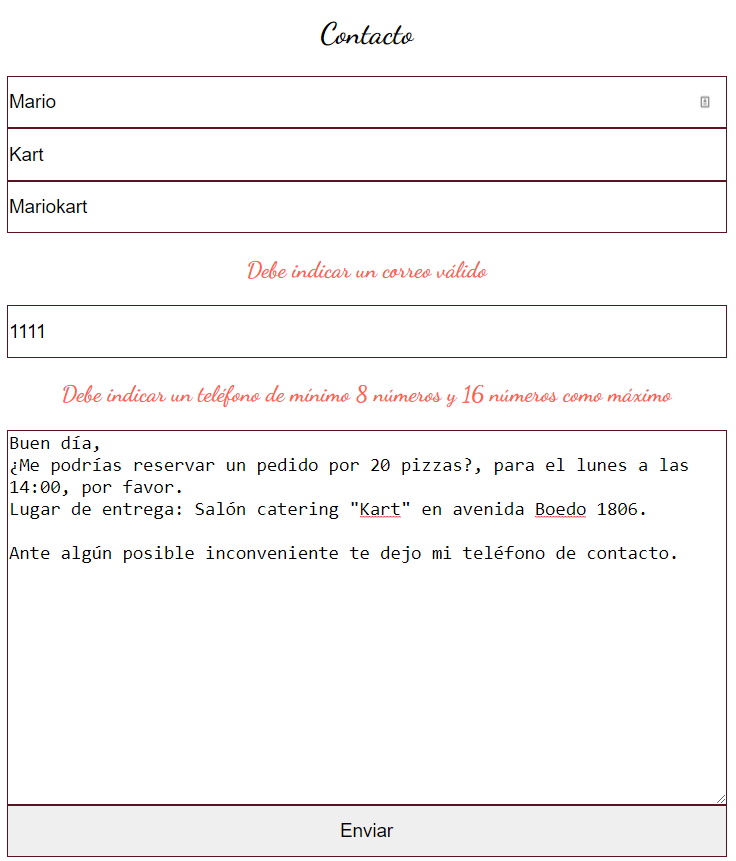 Contacto
Mario
Kart
Mariokart
Debe indicar un correo válido
1111
Debe indicar un teléfono de mínimo 8 números y 16 números como máximo
Buen día,
¿Me podrías reservar un pedido por 20 pizzas?, para el lunes a las
14:00, por favor.
Lugar de entrega: Salón catering "Kart" en avenida Boedo 1806.
Ante algún posible inconveniente te dejo mi teléfono de contacto.
Enviar